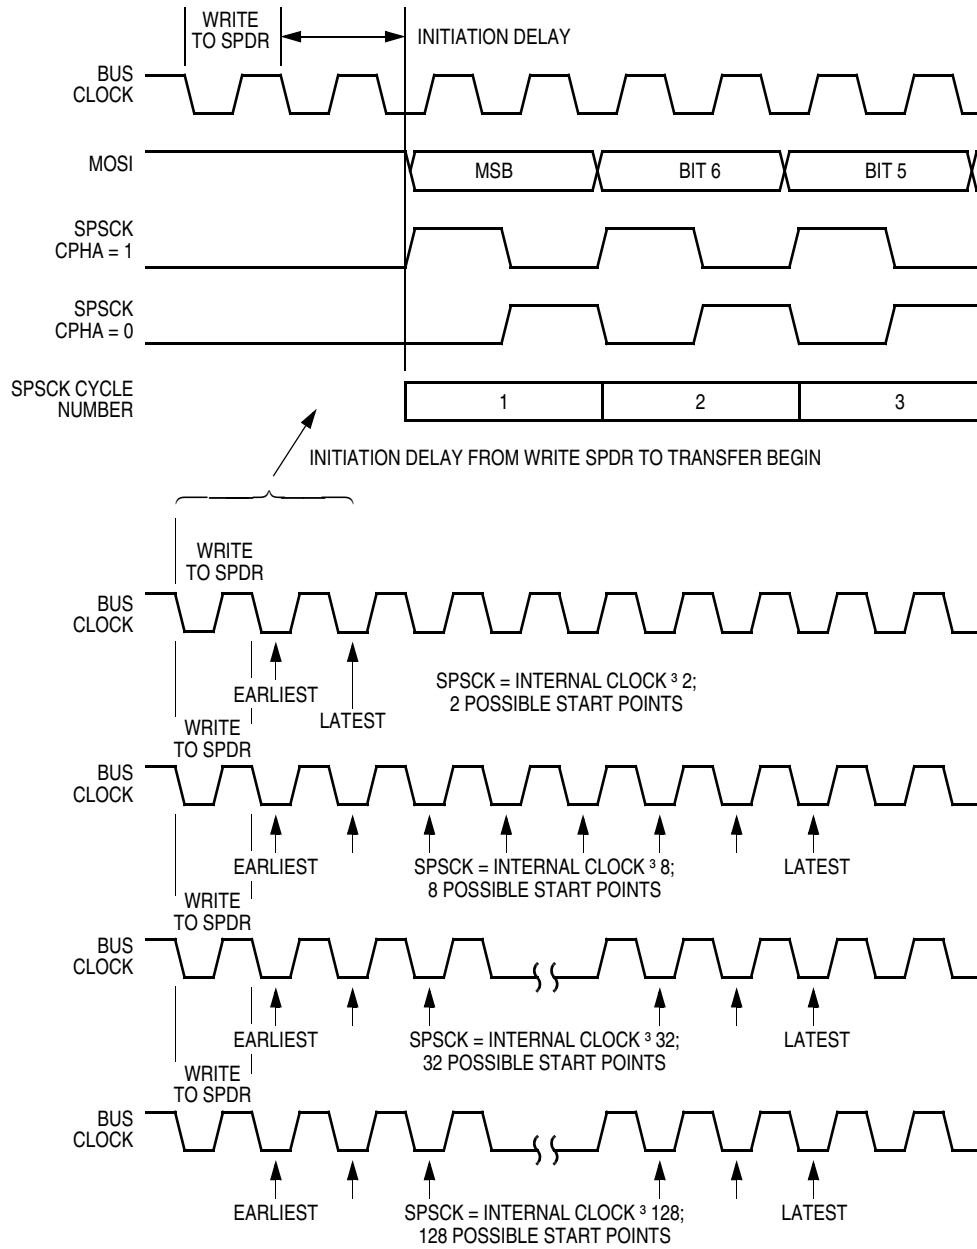 WRITE
TO SPDR
INITIATION DELAY
BUS
CLOCK
MOSI
MSB
BIT 6
BIT 5
SPSCK
CPHA = 1
SPSCK
CPHA = 0
SPSCK CYCLE
NUMBER
1
2
3
INITIATION DELAY FROM WRITE SPDR TO TRANSFER BEGIN
WRITE
TO SPDR
BUS
CLOCK
EARLIEST
LATEST
SPSCK = INTERNAL CLOCK ³ 2;
2 POSSIBLE START POINTS
WRITE
TO SPDR
BUS
CLOCK
EARLIEST
SPSCK = INTERNAL CLOCK ³ 8;
8 POSSIBLE START POINTS
LATEST
WRITE
TO SPDR
BUS
CLOCK
EARLIEST
SPSCK = INTERNAL CLOCK ³ 32;
32 POSSIBLE START POINTS
LATEST
WRITE
TO SPDR
BUS
CLOCK
EARLIEST
SPSCK = INTERNAL CLOCK ³ 128;
128 POSSIBLE START POINTS
LATEST